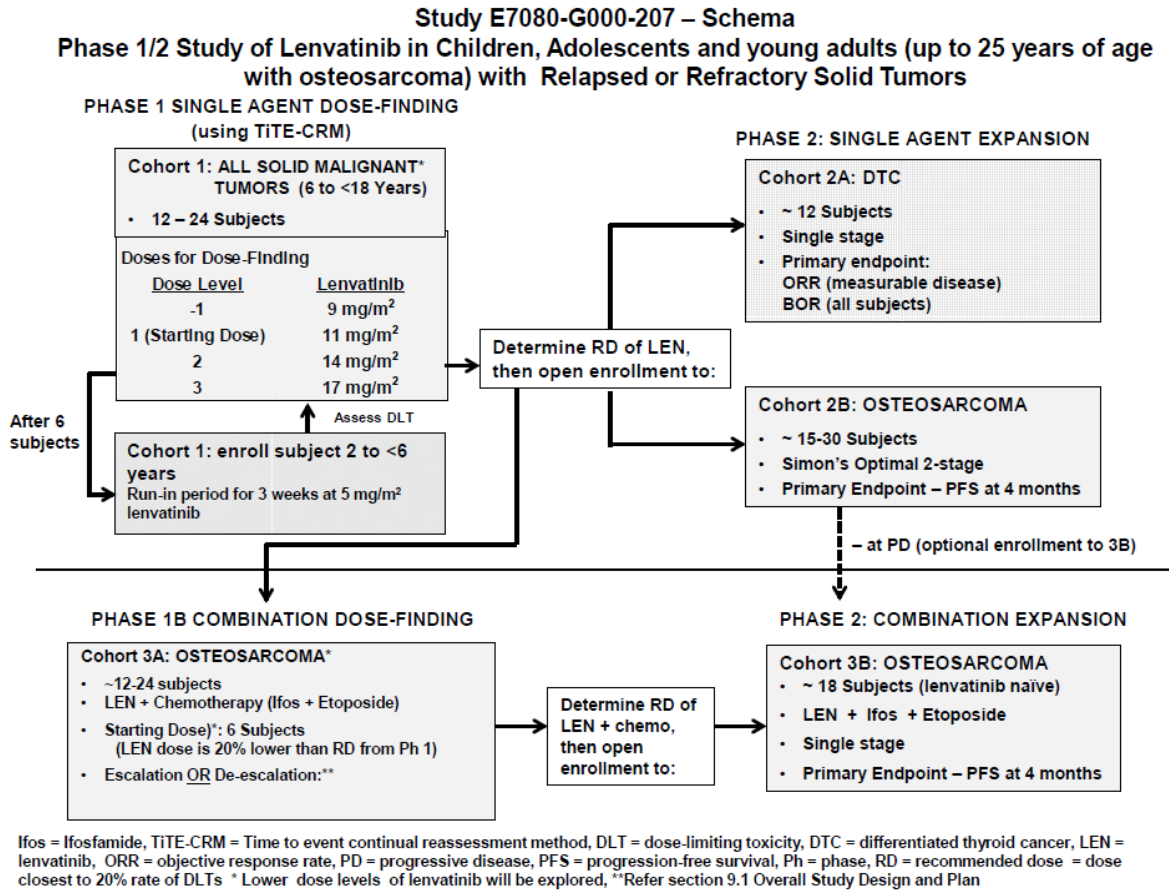 Study E7080-G000-207 – Schema
Phase 1/2 Study of Lenvatinib in Children, Adolescents and young adults (up to 25 years of age
with osteosarcoma) with Relapsed or Refractory Solid Tumors
PHASE 1 SINGLE AGENT DOSE-FINDING
(using TiTE-CRM)
Cohort 1: ALL SOLID MALIGNANT*
TUMORS (6 to <18 Years)
• 12 – 24 Subjects
Doses for Dose-Finding
Dose Level Lenvatinib
-1 9 mg/m²
1 (Starting Dose) 11 mg/m²
2 14 mg/m²
3 17 mg/m²
After 6
subjects
Assess DLT
Cohort 1: enroll subject 2 to <6
years
Run-in period for 3 weeks at 5 mg/m²
lenvatinib
Determine RD of LEN,
then open enrollment to:
PHASE 2: SINGLE AGENT EXPANSION
Cohort 2A: DTC
• ~ 12 Subjects
• Single stage
• Primary endpoint:
ORR (measurable disease)
BOR (all subjects)
Cohort 2B: OSTEOSARCOMA
• ~ 15-30 Subjects
• Simon's Optimal 2-stage
• Primary Endpoint – PFS at 4 months
– at PD (optional enrollment to 3B)
PHASE 1B COMBINATION DOSE-FINDING
Cohort 3A: OSTEOSARCOMA*
• ~12-24 subjects
• LEN + Chemotherapy (Ifos + Etoposide)
• Starting Dose)*: 6 Subjects
(LEN dose is 20% lower than RD from Ph 1)
• Escalation OR De-escalation:**
Determine RD of
LEN + chemo,
then open
enrollment to:
PHASE 2: COMBINATION EXPANSION
Cohort 3B: OSTEOSARCOMA
• ~ 18 Subjects (lenvatinib naïve)
• LEN + Ifos + Etoposide
• Single stage
• Primary Endpoint – PFS at 4 months
Ifos = Ifosfamide, TiTE-CRM = Time to event continual reassessment method, DLT = dose-limiting toxicity, DTC = differentiated thyroid cancer, LEN =
lenvatinib, ORR = objective response rate, PD = progressive disease, PFS = progression-free survival, Ph = phase, RD = recommended dose = dose
closest to 20% rate of DLTs * Lower dose levels of lenvatinib will be explored, **Refer section 9.1 Overall Study Design and Plan